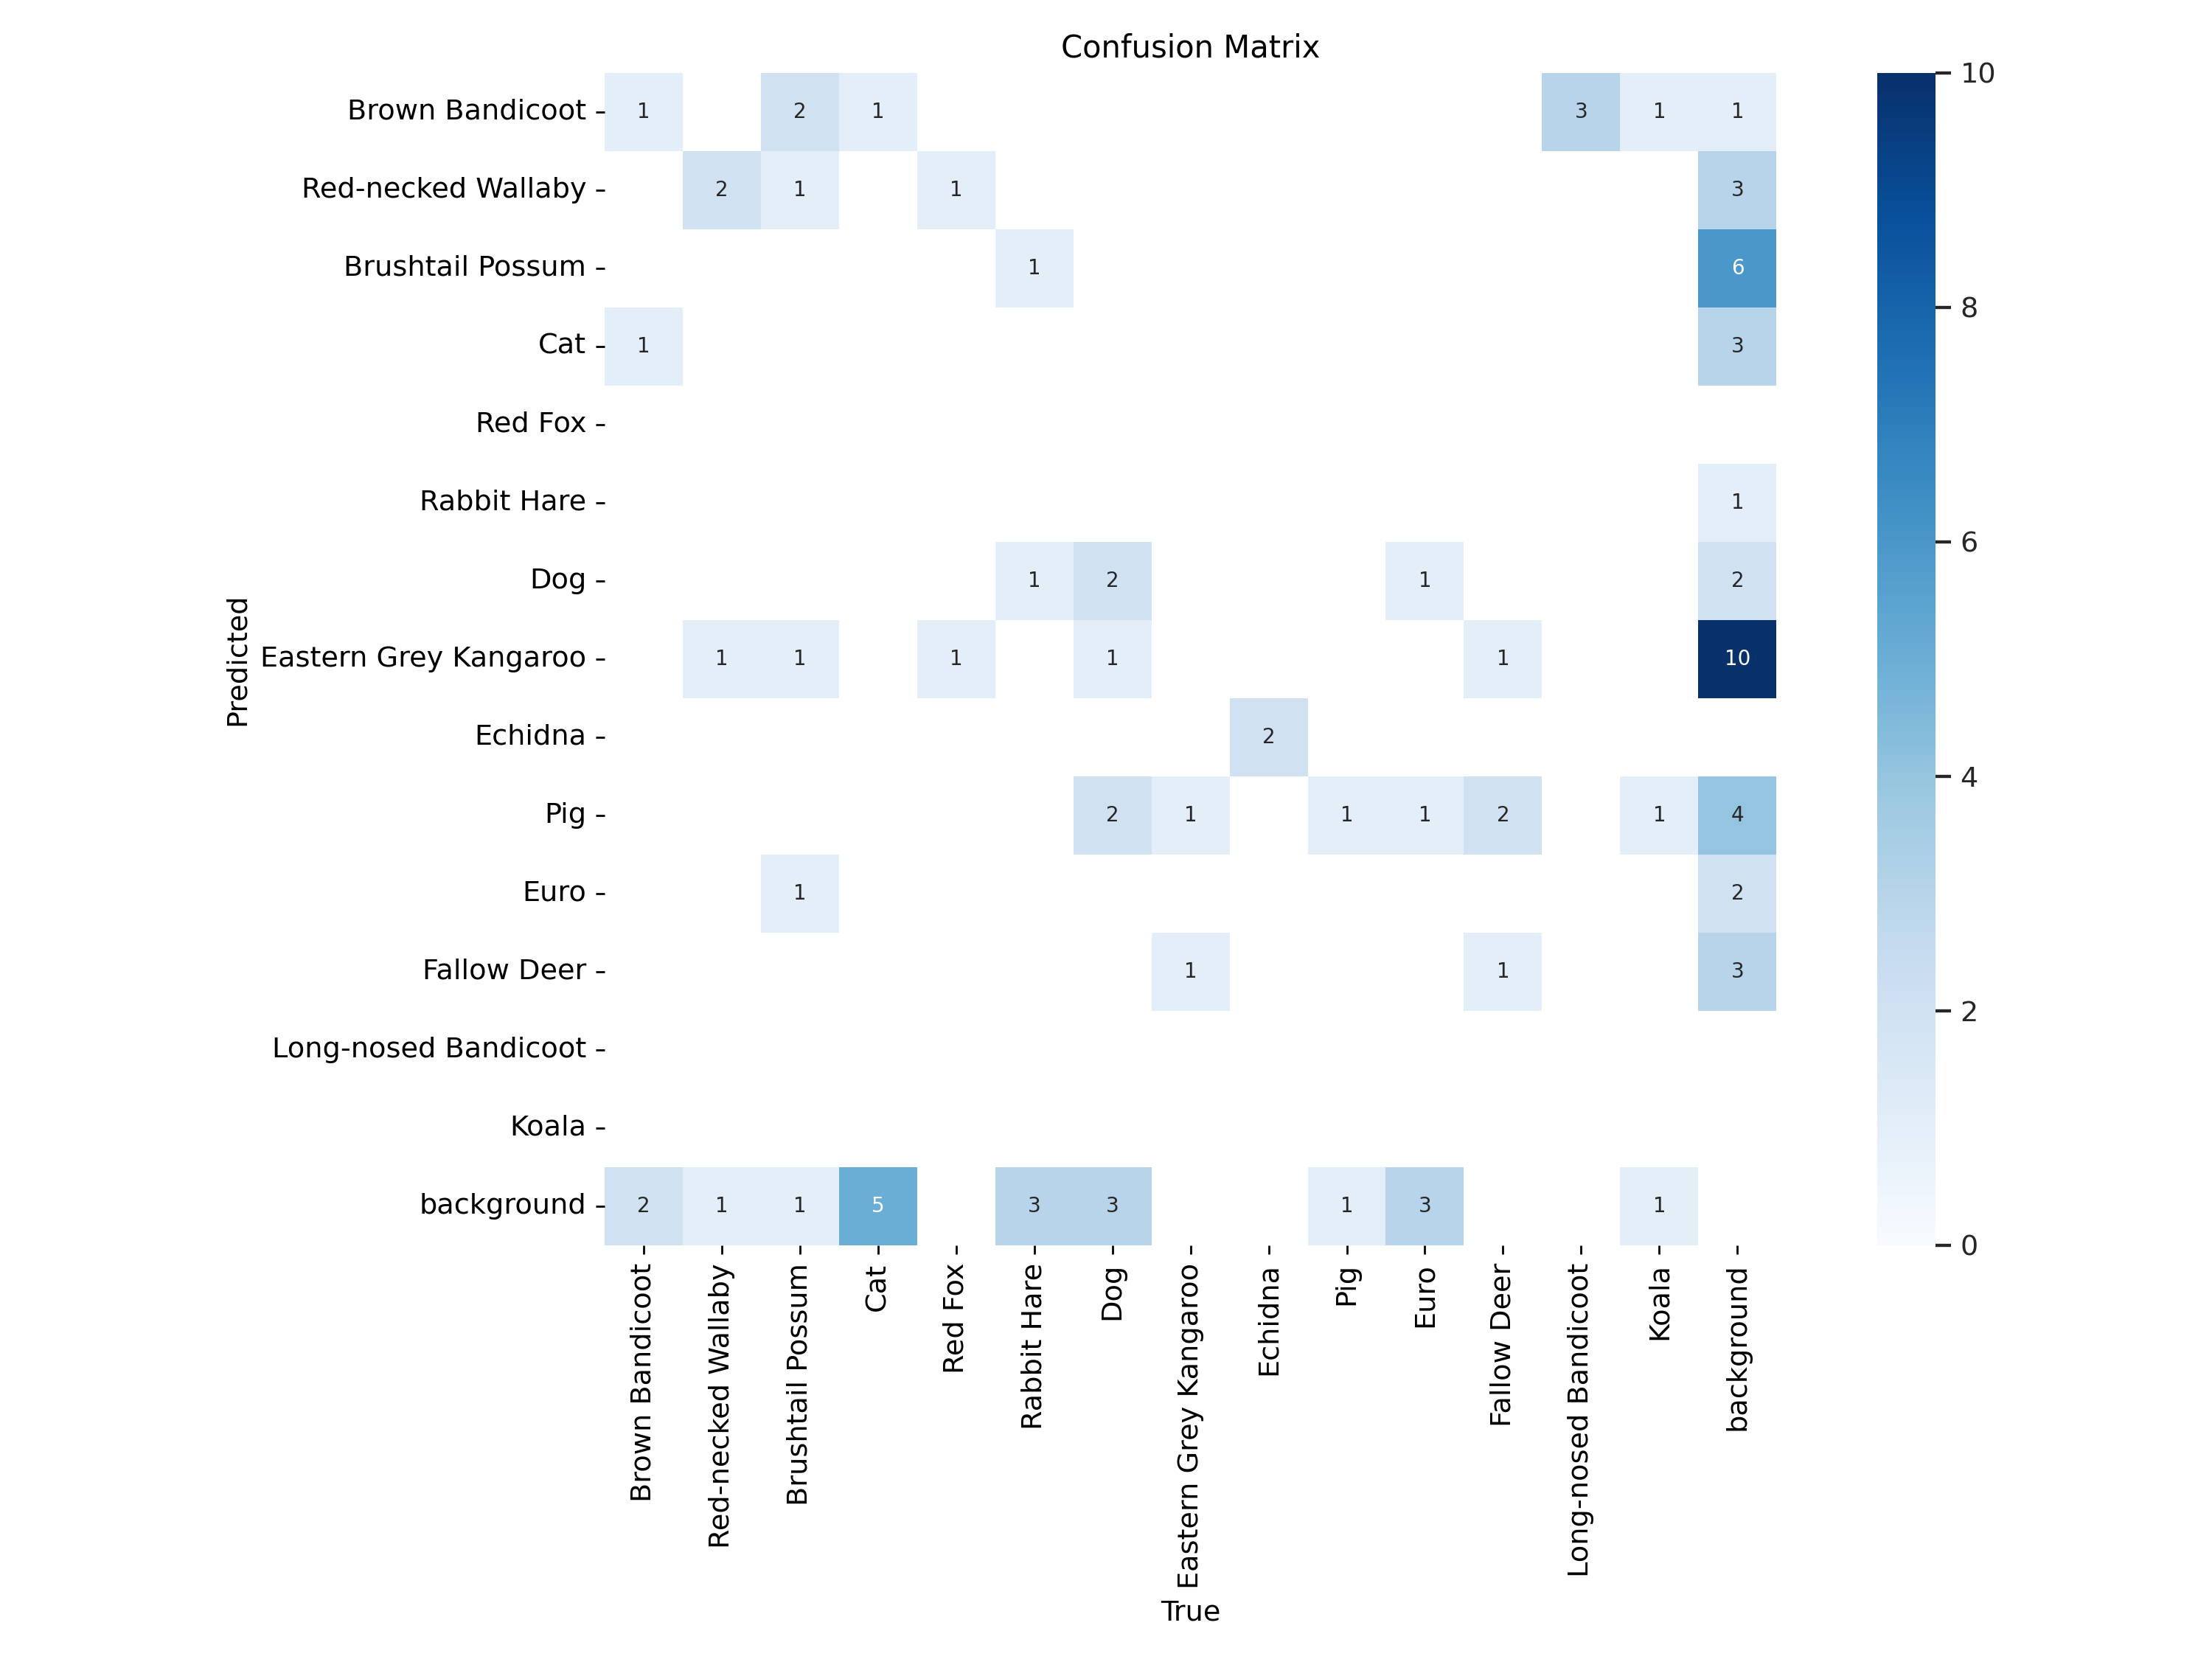 Confusion Matrix
Brown Bandicoot 1 2 1 3 1 1
Red-necked Wallaby 2 1 1 3
Brushtail Possum 1 6
Cat 1 3
Red Fox
Rabbit Hare 1
Dog 1 2 1 2
Eastern Grey Kangaroo 1 1 1 1 1 10
Echidna 2
Pig 2 1 1 1 2 1 4
Euro 1 2
Fallow Deer 1 1 3
Long-nosed Bandicoot
Koala
background 2 1 1 5 3 3 1 3 1
Predicted
Brown Bandicoot
Red-necked Wallaby
Brushtail Possum
Cat
Red Fox
Rabbit Hare
Dog
Eastern Grey Kangaroo
Echidna
Pig
Euro
Fallow Deer
Long-nosed Bandicoot
Koala
background
True
10
8
6
4
2
0